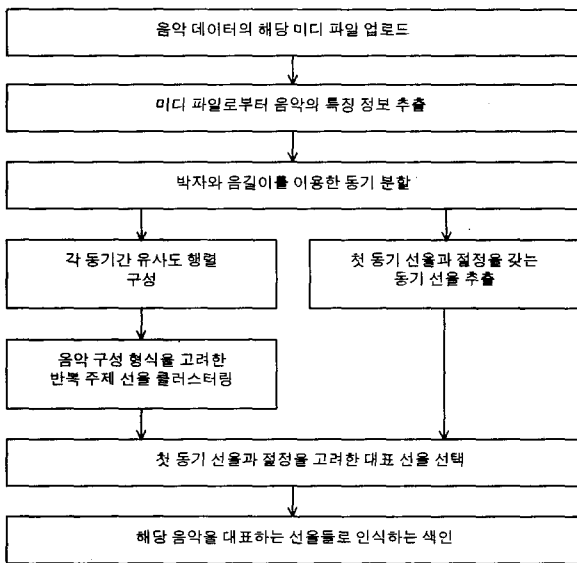 음악 데이터의 해당 미디 파일 업로드
미디 파일로부터 음악의 특징 정보 추출
박자와 음길이를 이용한 동기 분할
각 동기간 유사도 행렬
구성
첫 동기 선율과 절정을 갖는
동기 선율 추출
음악 구성 형식을 고려한
반복 주제 선율 클러스터링
첫 동기 선율과 절정을 고려한 대표 선율 선택
해당 음악을 대표하는 선율들로 인식하는 색인